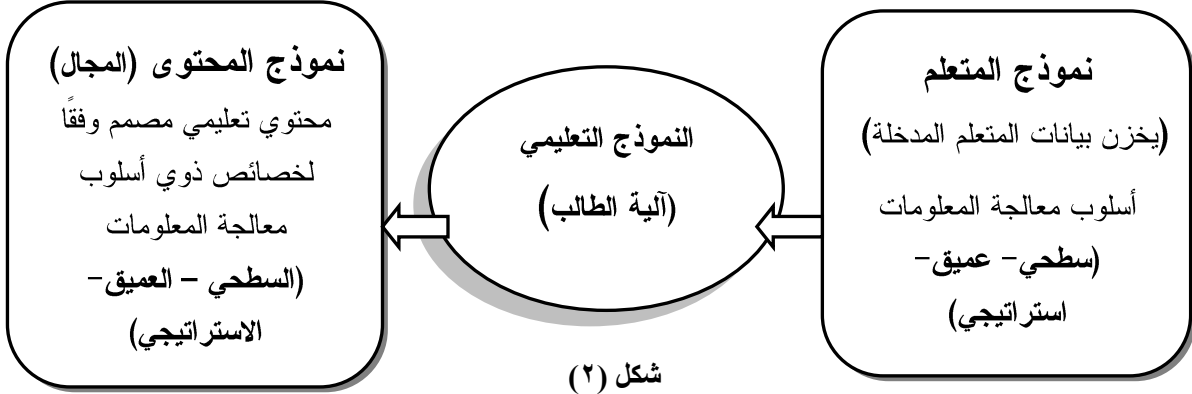 نموذج المتعلم
(يخزن بيانات المتعلم المدخلة)
أسلوب معالجة المعلومات
(سطحي- عميق-
استراتيجي)
النموذج التعليمي
(آلية الطالب)
نموذج المحتوى (المجال)
محتوي تعليمي مصمم وفقًا
لخصائص ذوي أسلوب
معالجة المعلومات
(السطحي – العميق-
الاستراتيجي)
شكل (٢)